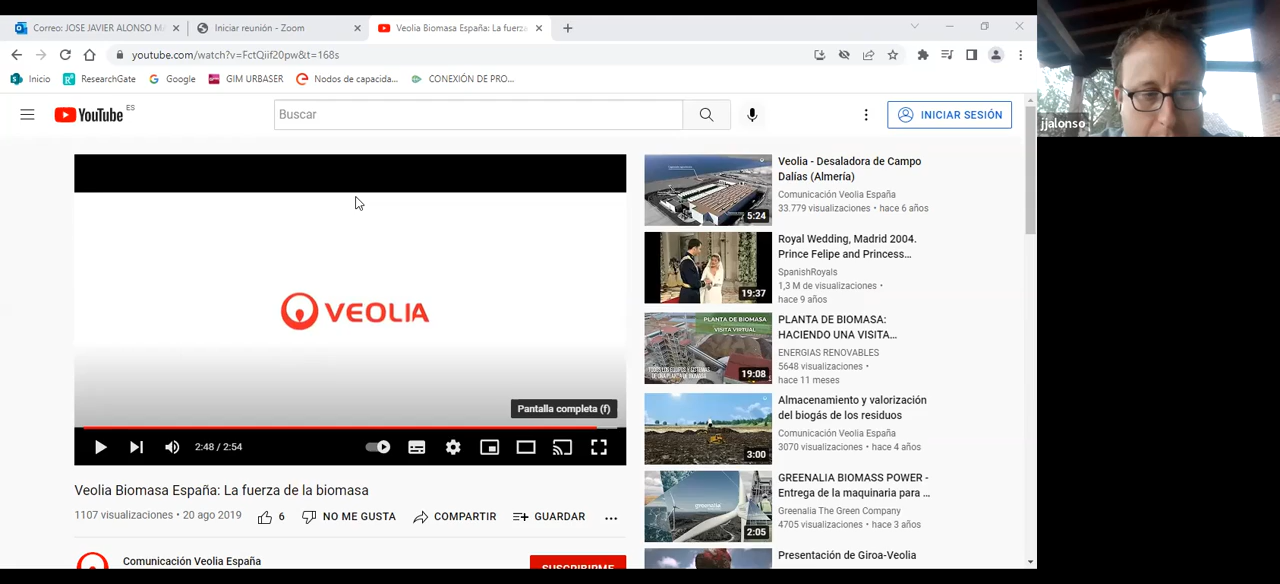 Correo: JOSE JAVIER ALONSO MA
Iniciar reunión - Zoom
Veolia Biomasa España: La fuerza
youtube.com/watch?v=FctQiif20pw&t=168s
Inicio
ResearchGate
Google
GIM URBASER
Nodos de capacida...
CONEXIÓN DE PRO...
jjalonso
YouTube ES
Buscar
INICIAR SESIÓN
VEOLIA
Pantalla completa (f)
2:48 / 2:54
Veolia Biomasa España: La fuerza de la biomasa
1107 visualizaciones • 20 ago 2019
6
NO ME GUSTA
COMPARTIR
GUARDAR
Comunicación Veolia España
SUSCRIBIRME
5:24
Veolia - Desaladora de Campo
Dalías (Almería)
Comunicación Veolia España
33.779 visualizaciones • hace 6 años
19:37
Royal Wedding, Madrid 2004.
Prince Felipe and Princess...
SpanishRoyals
1,3 M de visualizaciones •
hace 9 años
PLANTA DE BIOMASA
VISITA VIRTUAL
19:08
PLANTA DE BIOMASA:
HACIENDO UNA VISITA...
ENERGIAS RENOVABLES
5648 visualizaciones •
hace 11 meses
3:00
Almacenamiento y valorización
del biogás de los residuos
Comunicación Veolia España
3070 visualizaciones • hace 4 años
greenalia
2:05
GREENALIA BIOMASS POWER -
Entrega de la maquinaria para ...
Greenalia The Green Company
4705 visualizaciones • hace 3 años
Presentación de Giroa-Veolia